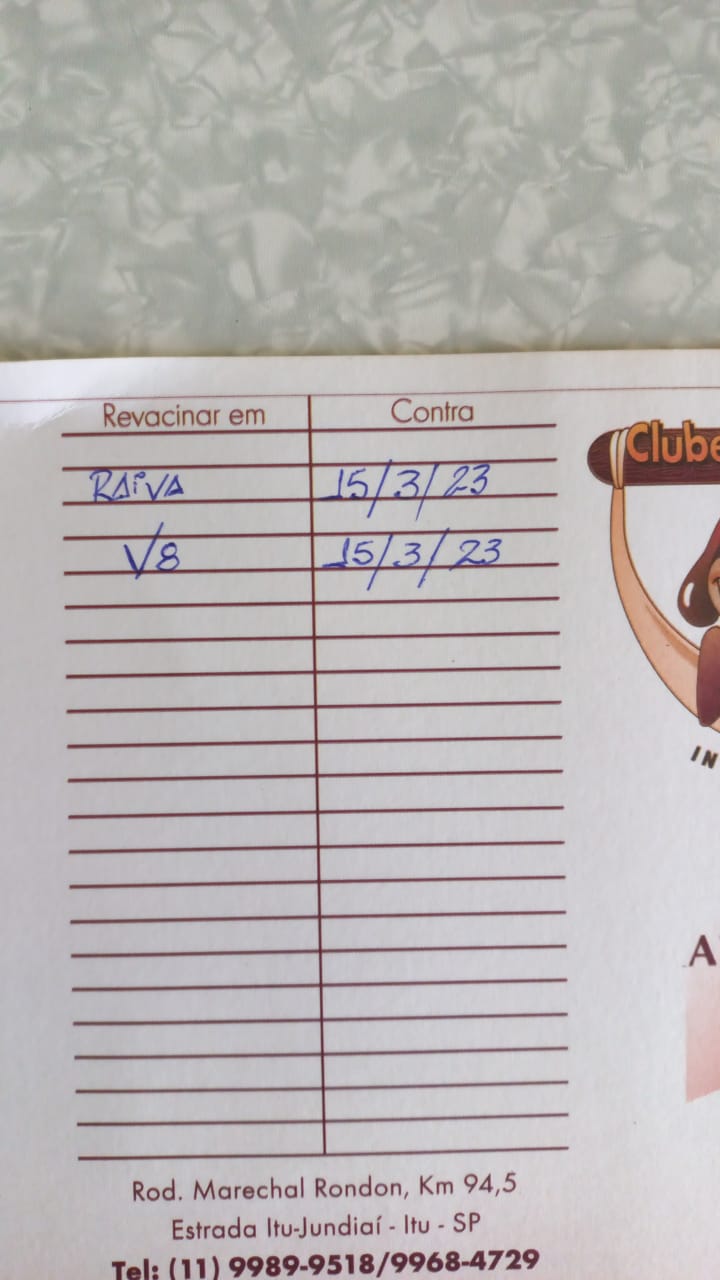 Revacinar em Contra
RAIVA 15/3/23
V8 15/3/23
Clube
IN
A
Rod. Marechal Rondon, Km 94,5
Estrada Itu-Jundiaí - Itu - SP
Tel: (11) 9989-9518/9968-4729